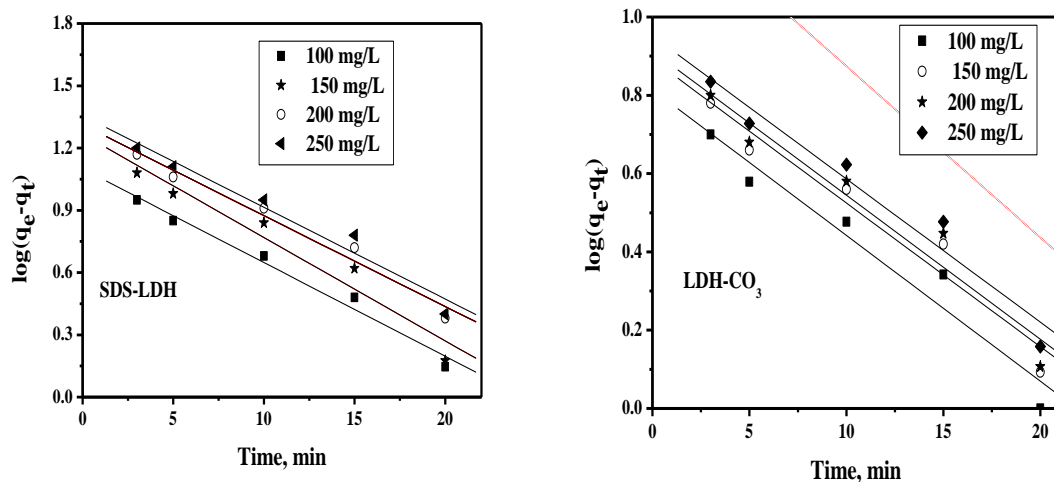 1.8
1.5
1.2
0.9
0.6
0.3
0.0
0
5
10
15
20
log(qₑ-qₜ)
Time, min
100 mg/L
150 mg/L
200 mg/L
250 mg/L
SDS-LDH
1.0
0.8
0.6
0.4
0.2
0.0
0
5
10
15
20
log(qₑ-qₜ)
Time, min
100 mg/L
150 mg/L
200 mg/L
250 mg/L
LDH-CO₃